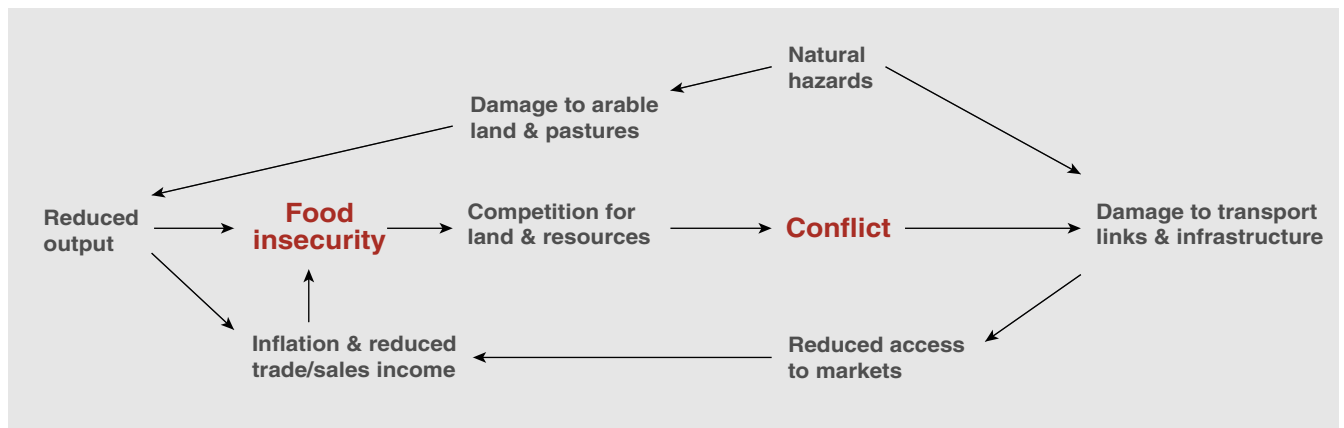 Natural
hazards
Damage to arable
land & pastures
Reduced
output
Food
insecurity
Competition for
land & resources
Conflict
Damage to transport
links & infrastructure
Inflation & reduced
trade/sales income
Reduced access
to markets